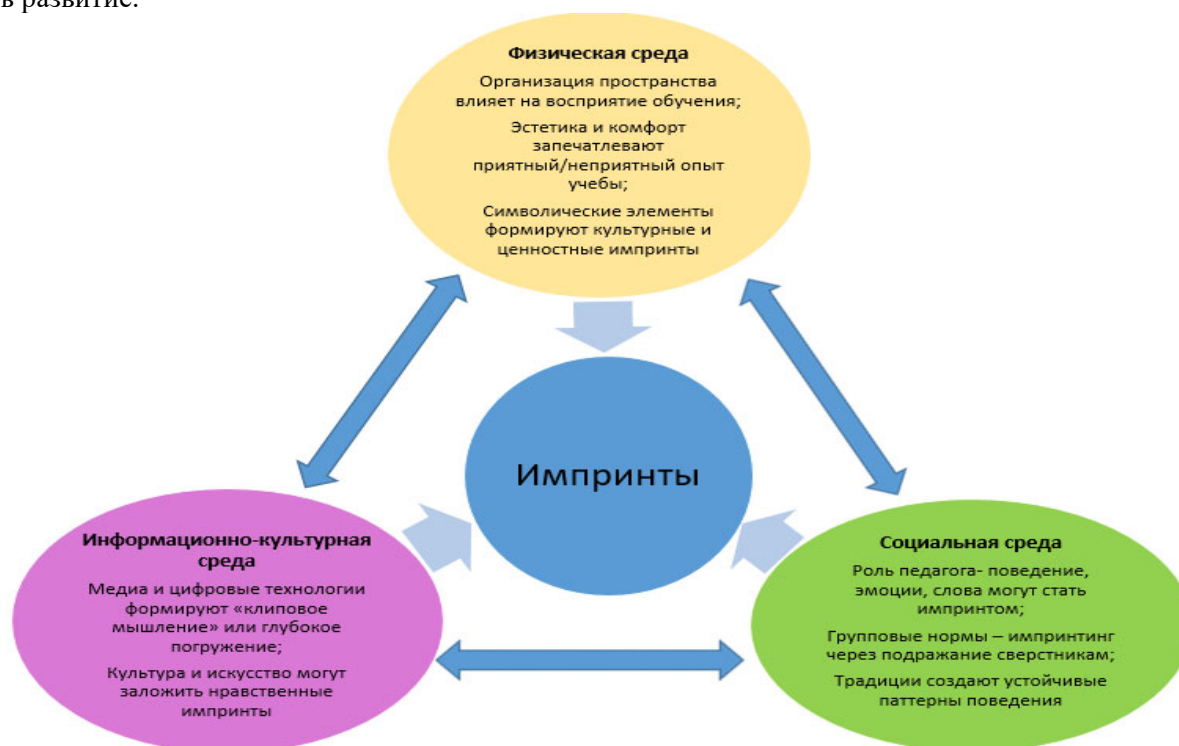 в развитие.
Физическая среда
Организация пространства
влияет на восприятие обучения;
Эстетика и комфорт
запечатлевают
приятный/неприятный опыт
учебы;
Символические элементы
формируют культурные и
ценностные импринты
Импринты
Информационно-культурная
среда
Медиа и цифровые технологии
формируют «клиповое
мышление» или глубокое
погружение;
Культура и искусство могут
заложить нравственные
импринты
Социальная среда
Роль педагога- поведение,
эмоции, слова могут стать
импринтом;
Групповые нормы – импринтинг
через подражание сверстникам;
Традиции создают устойчивые
паттерны поведения